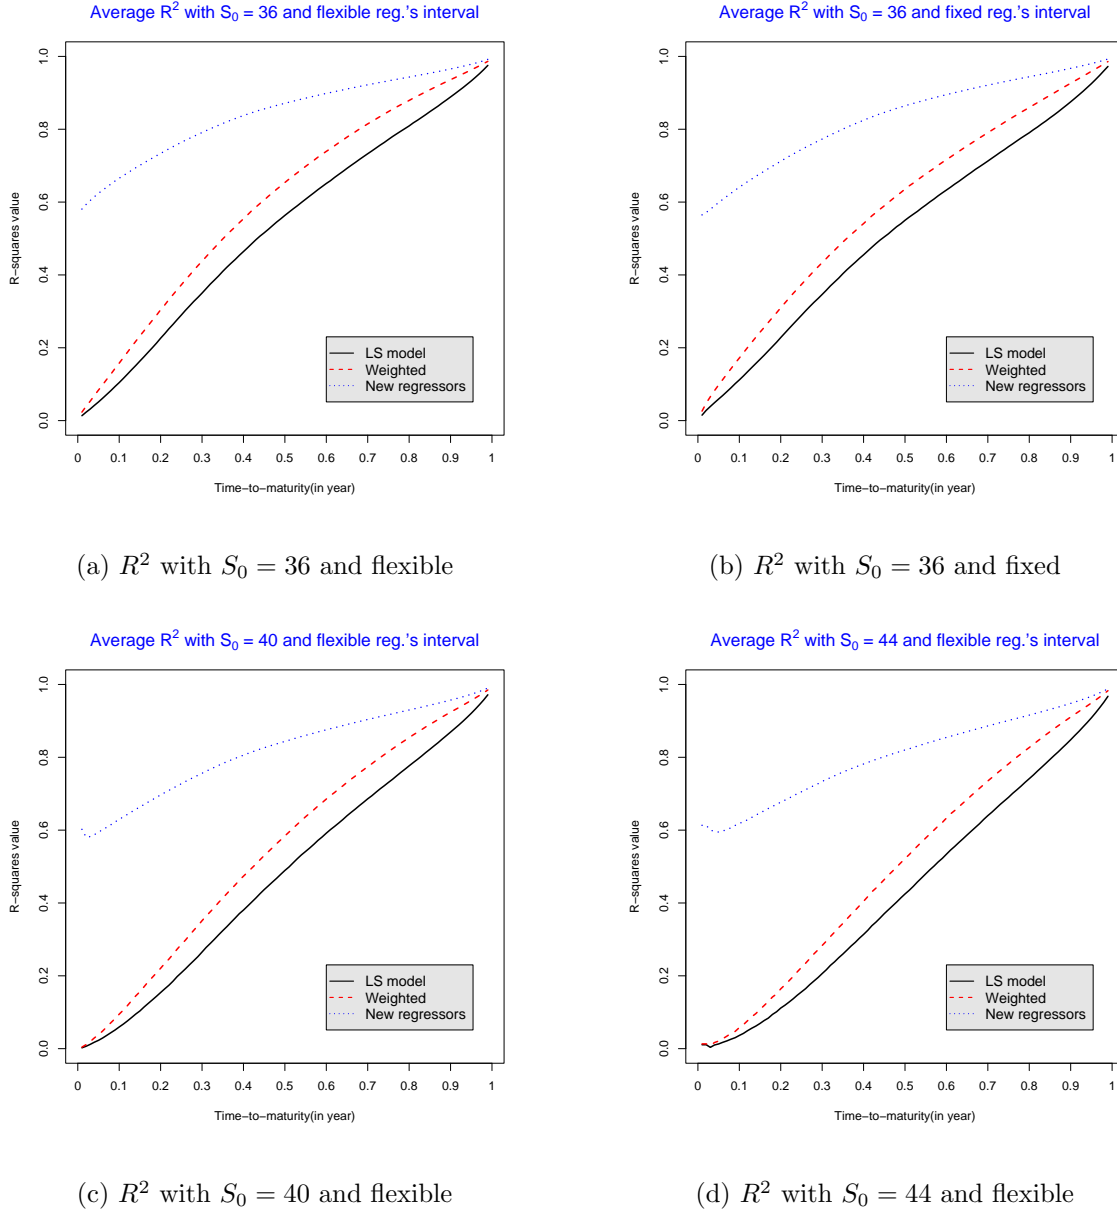 Average R² with S₀ = 36 and flexible reg.'s interval
R−squares value
1.0
0.8
0.6
0.4
0.2
0.0
LS model
Weighted
New regressors
0 0.1 0.2 0.3 0.4 0.5 0.6 0.7 0.8 0.9 1
Time−to−maturity(in year)
(a) R² with S₀ = 36 and flexible
Average R² with S₀ = 36 and fixed reg.'s interval
R−squares value
1.0
0.8
0.6
0.4
0.2
0.0
LS model
Weighted
New regressors
0 0.1 0.2 0.3 0.4 0.5 0.6 0.7 0.8 0.9 1
Time−to−maturity(in year)
(b) R² with S₀ = 36 and fixed
Average R² with S₀ = 40 and flexible reg.'s interval
R−squares value
1.0
0.8
0.6
0.4
0.2
0.0
LS model
Weighted
New regressors
0 0.1 0.2 0.3 0.4 0.5 0.6 0.7 0.8 0.9 1
Time−to−maturity(in year)
(c) R² with S₀ = 40 and flexible
Average R² with S₀ = 44 and flexible reg.'s interval
R−squares value
1.0
0.8
0.6
0.4
0.2
0.0
LS model
Weighted
New regressors
0 0.1 0.2 0.3 0.4 0.5 0.6 0.7 0.8 0.9 1
Time−to−maturity(in year)
(d) R² with S₀ = 44 and flexible